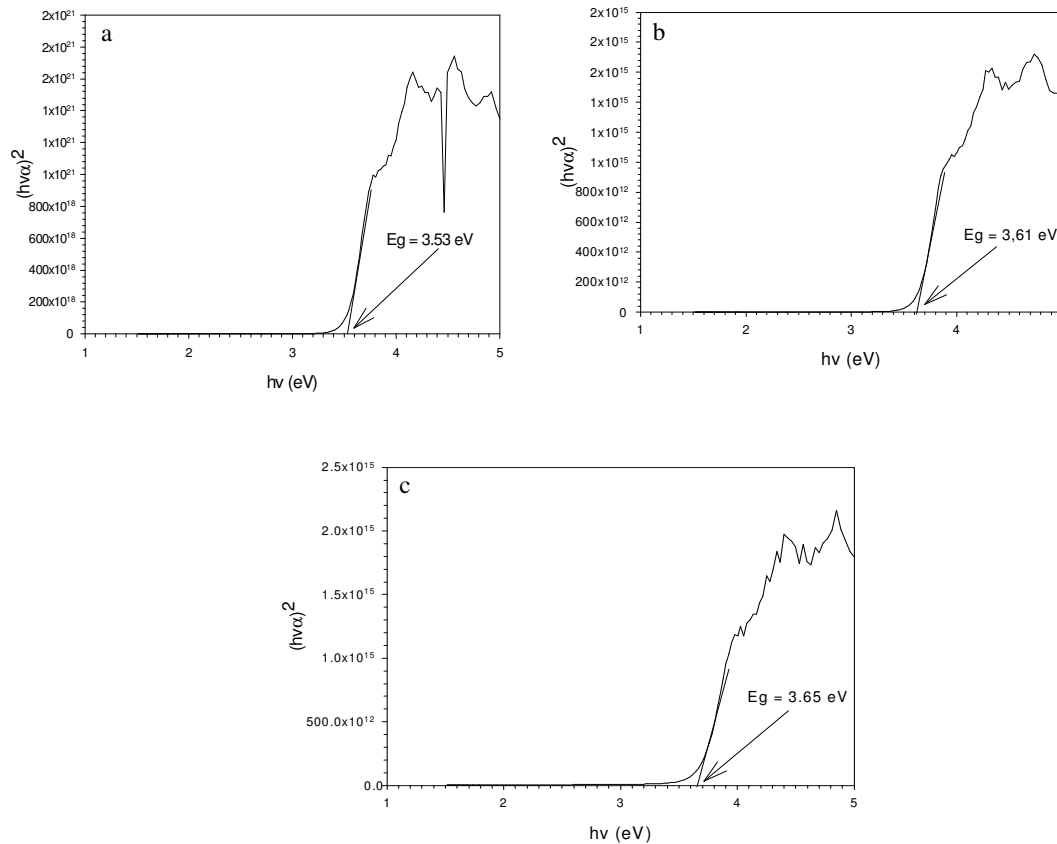 a
2x10²¹
2x10²¹
2x10²¹
1x10²¹
1x10²¹
1x10²¹
800x10¹⁸
600x10¹⁸
400x10¹⁸
200x10¹⁸
0
(hνα)²
Eg = 3.53 eV
1 2 3 4 5
hν (eV)
b
2x10¹⁵
2x10¹⁵
2x10¹⁵
1x10¹⁵
1x10¹⁵
1x10¹⁵
800x10¹²
600x10¹²
400x10¹²
200x10¹²
0
(hνα)²
Eg = 3,61 eV
1 2 3 4
hν (eV)
c
2.5x10¹⁵
2.0x10¹⁵
1.5x10¹⁵
1.0x10¹⁵
500.0x10¹²
0.0
(hνα)²
Eg = 3.65 eV
1 2 3 4 5
hν (eV)